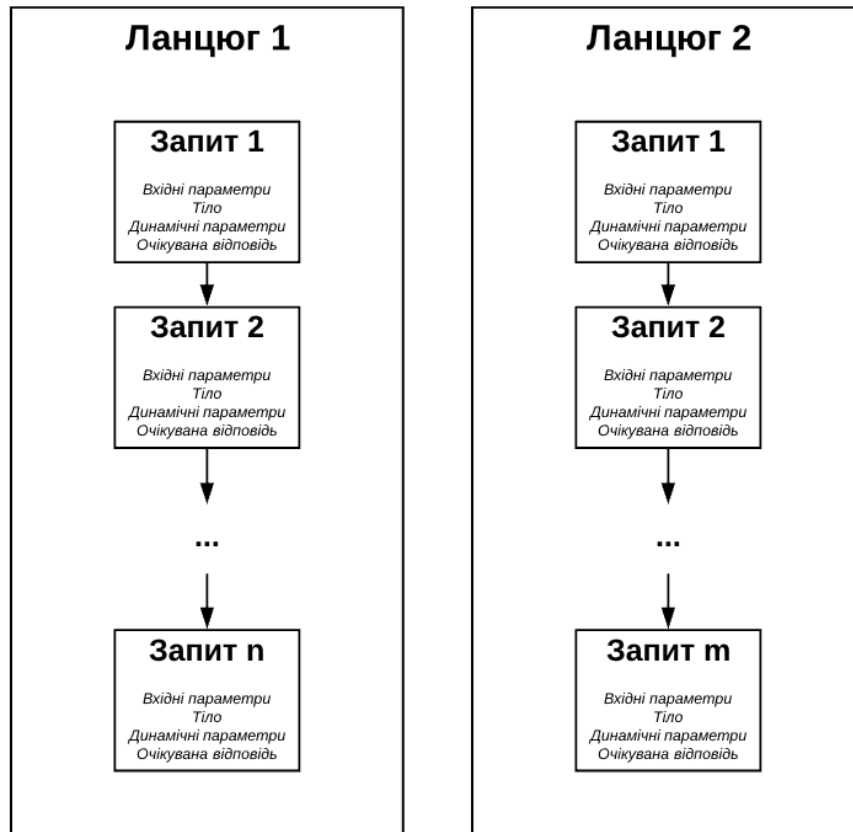 Ланцюг 1
Запит 1
Вхідні параметри
Тіло
Динамічні параметри
Очікувана відповідь
Запит 2
Вхідні параметри
Тіло
Динамічні параметри
Очікувана відповідь
...
Запит n
Вхідні параметри
Тіло
Динамічні параметри
Очікувана відповідь
Ланцюг 2
Запит 1
Вхідні параметри
Тіло
Динамічні параметри
Очікувана відповідь
Запит 2
Вхідні параметри
Тіло
Динамічні параметри
Очікувана відповідь
...
Запит m
Вхідні параметри
Тіло
Динамічні параметри
Очікувана відповідь